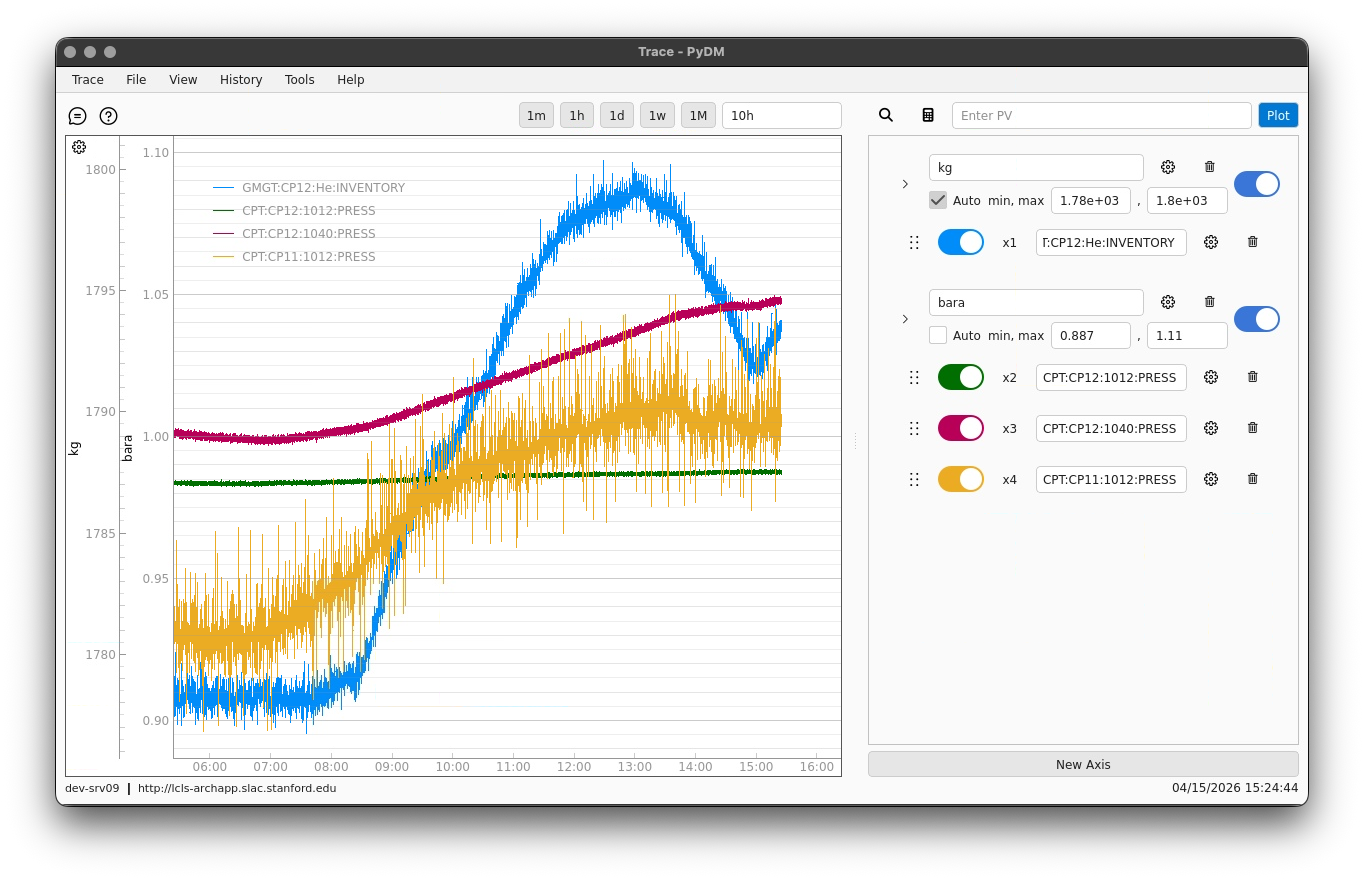 Trace - PyDM
Trace File View History Tools Help
1m 1h 1d 1w 1M 10h
Enter PV Plot
1800
1795
1790
1785
1780
kg
1.10
1.05
1.00
0.95
0.90
bara
GMGT:CP12:He:INVENTORY
CPT:CP12:1012:PRESS
CPT:CP12:1040:PRESS
CPT:CP11:1012:PRESS
06:00 07:00 08:00 09:00 10:00 11:00 12:00 13:00 14:00 15:00 16:00
kg
Auto min, max 1.78e+03 , 1.8e+03
x1 T:CP12:He:INVENTORY
bara
Auto min, max 0.887 , 1.11
x2 CPT:CP12:1012:PRESS
x3 CPT:CP12:1040:PRESS
x4 CPT:CP11:1012:PRESS
New Axis
dev-srv09 | http://lcls-archapp.slac.stanford.edu
04/15/2026 15:24:44